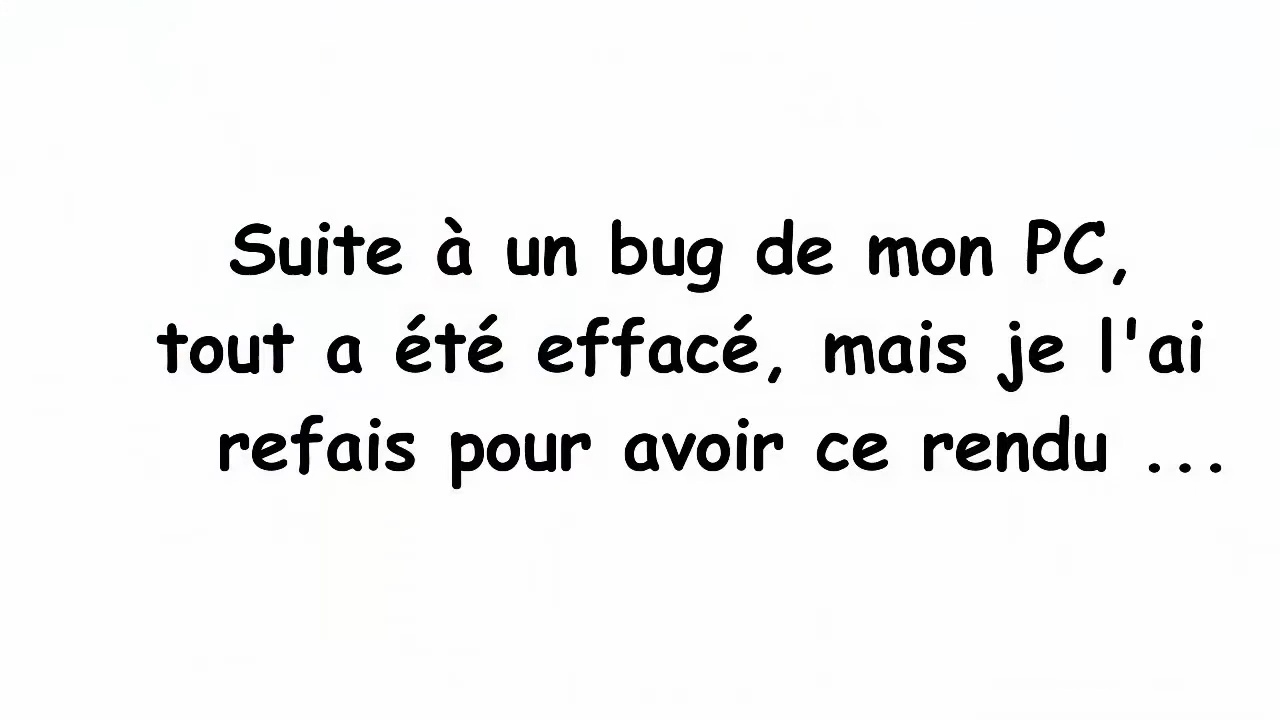 Suite à un bug de mon PC,
tout a été effacé, mais je l'ai
refais pour avoir ce rendu ...